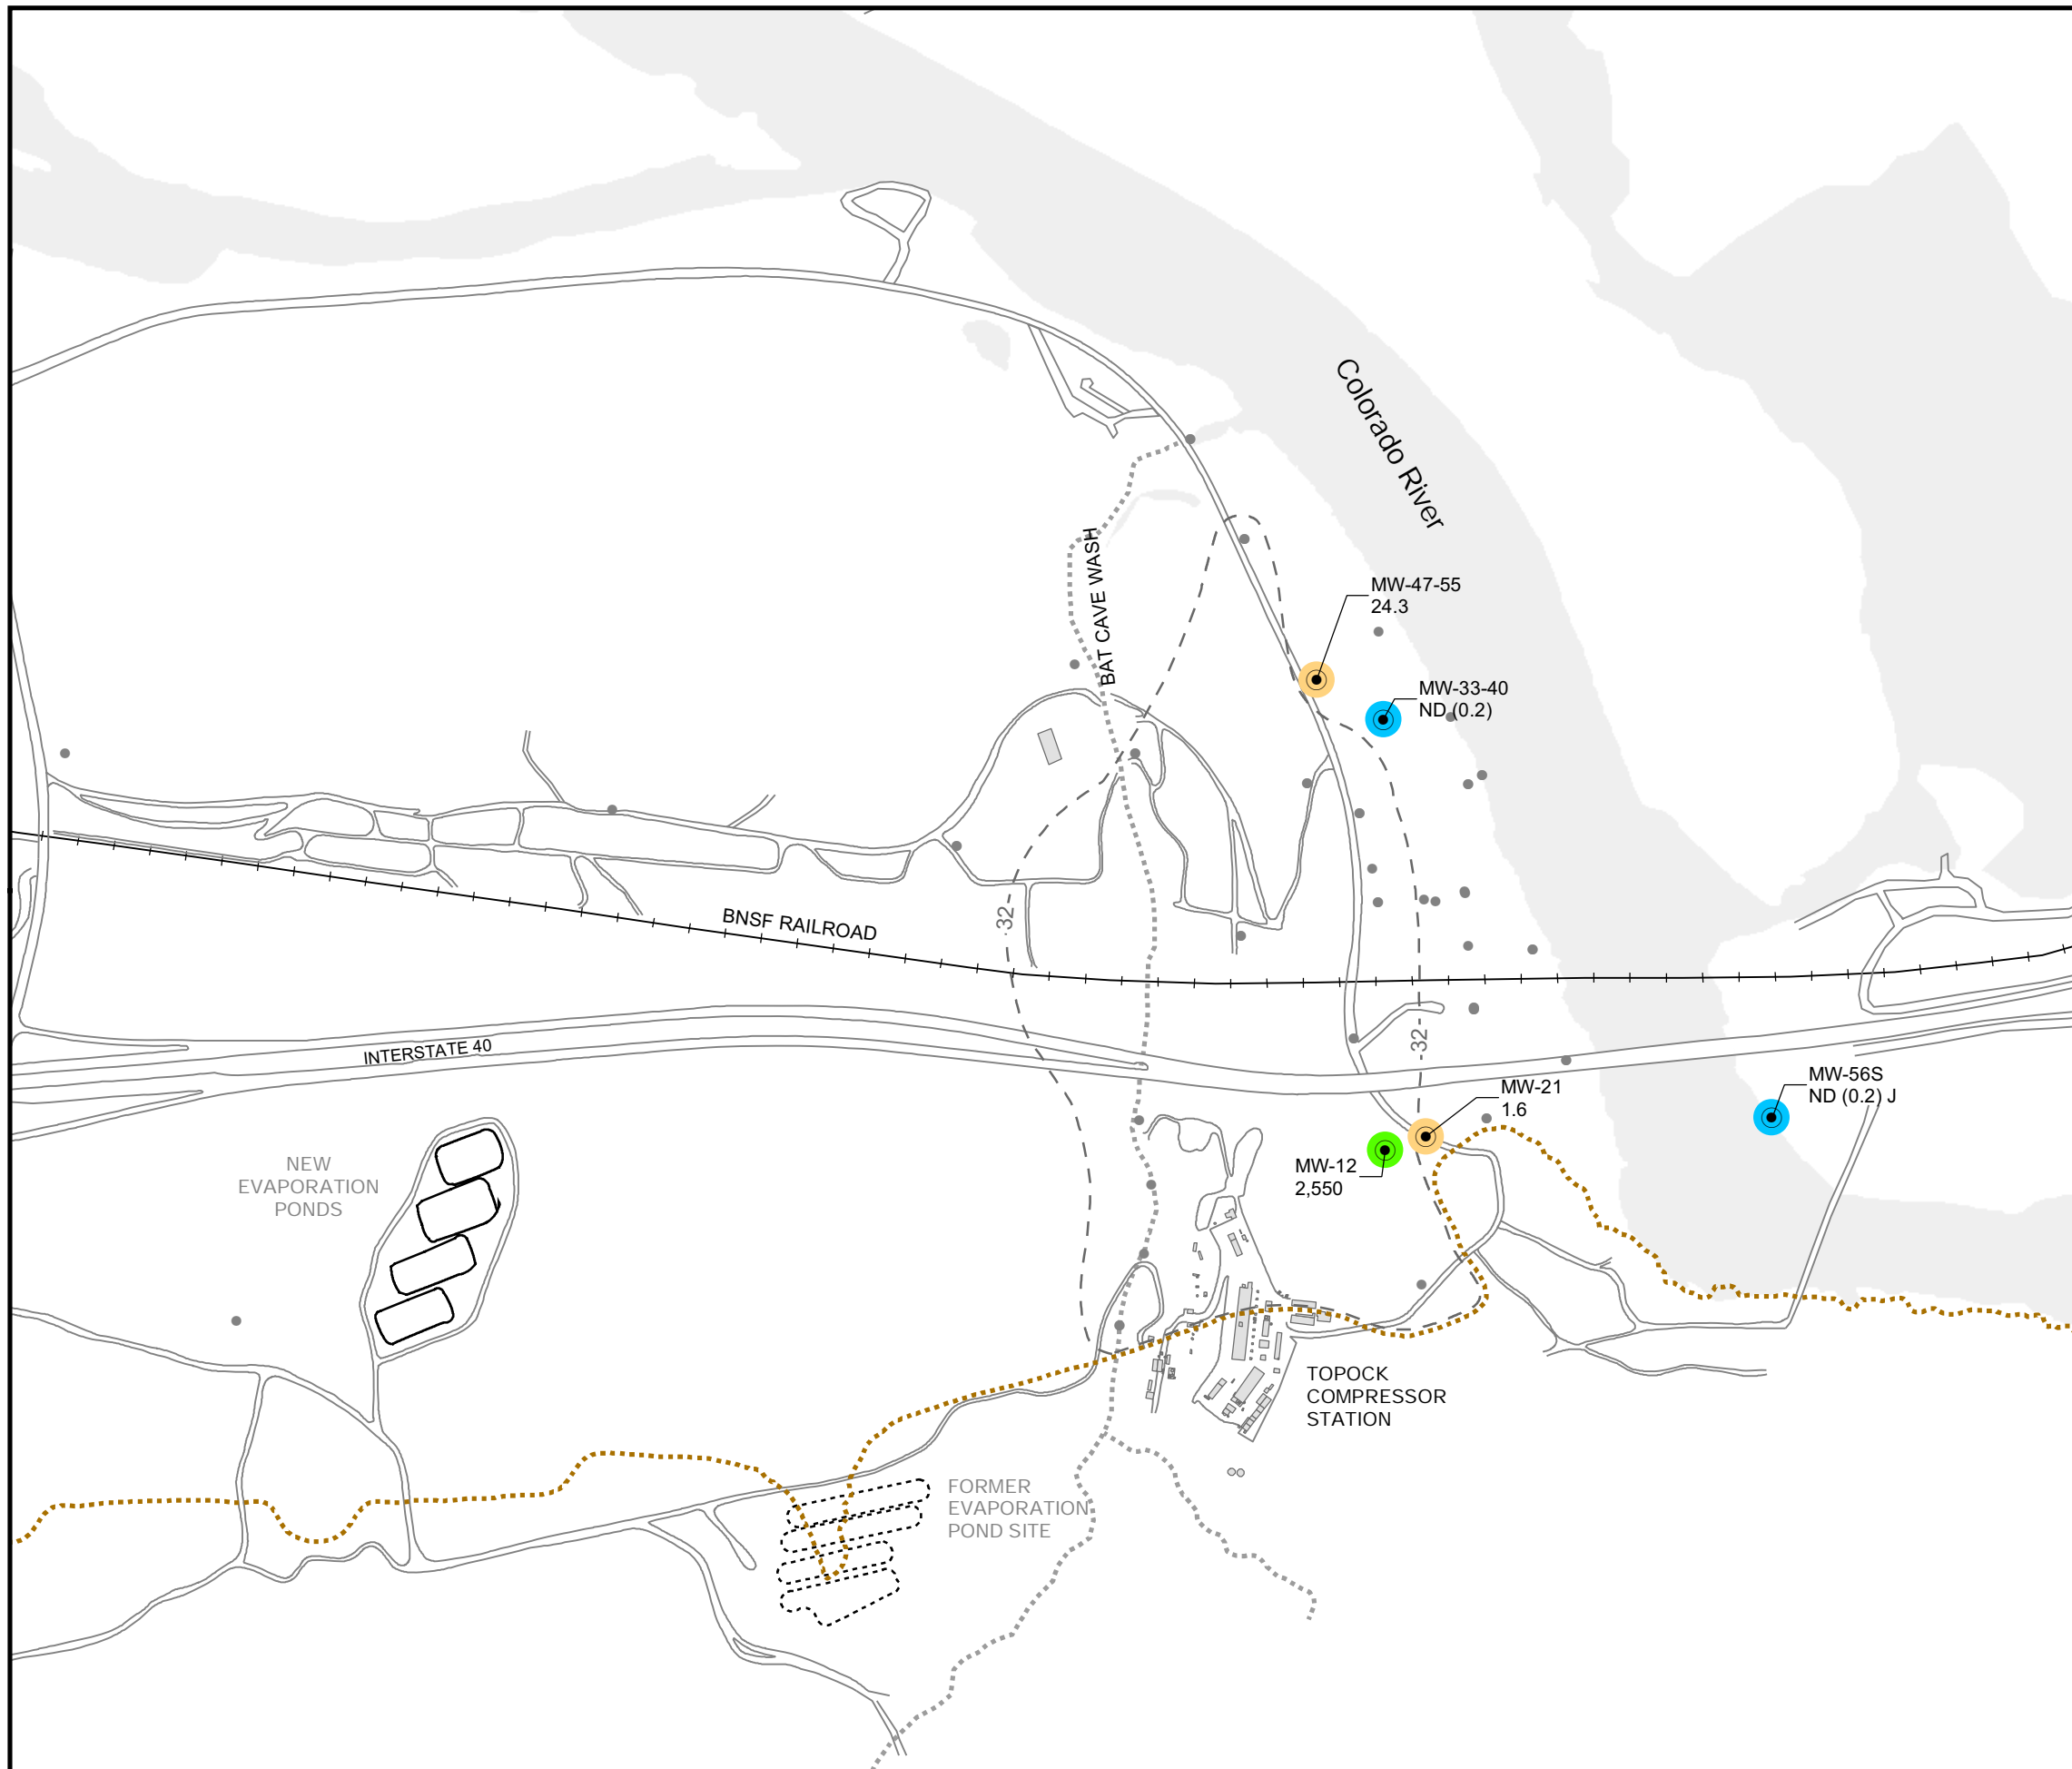 Colorado River
BAT CAVE WASH
MW-47-55
24.3
MW-33-40
ND (0.2)
32
BNSF RAILROAD
32
INTERSTATE 40
MW-56S
ND (0.2) J
MW-21
1.6
MW-12
2,550
NEW
EVAPORATION
PONDS
TOPOCK
COMPRESSOR
STATION
FORMER
EVAPORATION
POND SITE